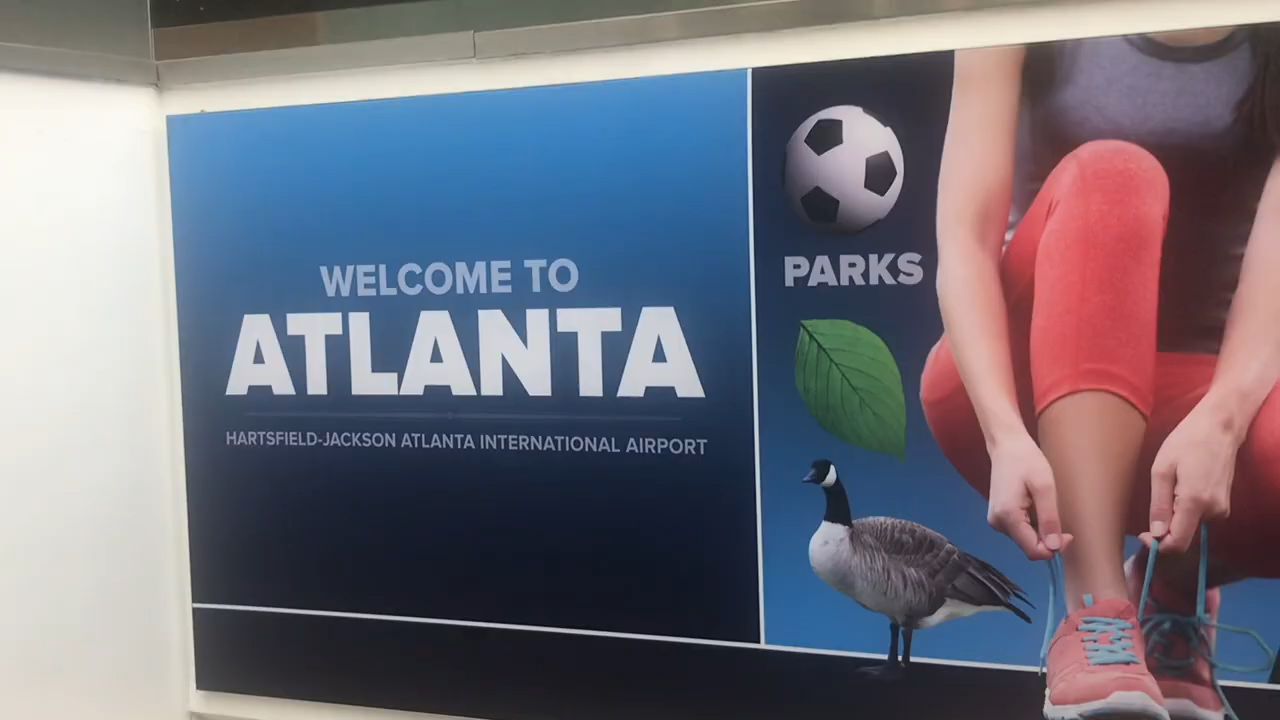 WELCOME TO
ATLANTA
HARTSFIELD-JACKSON ATLANTA INTERNATIONAL AIRPORT
PARKS